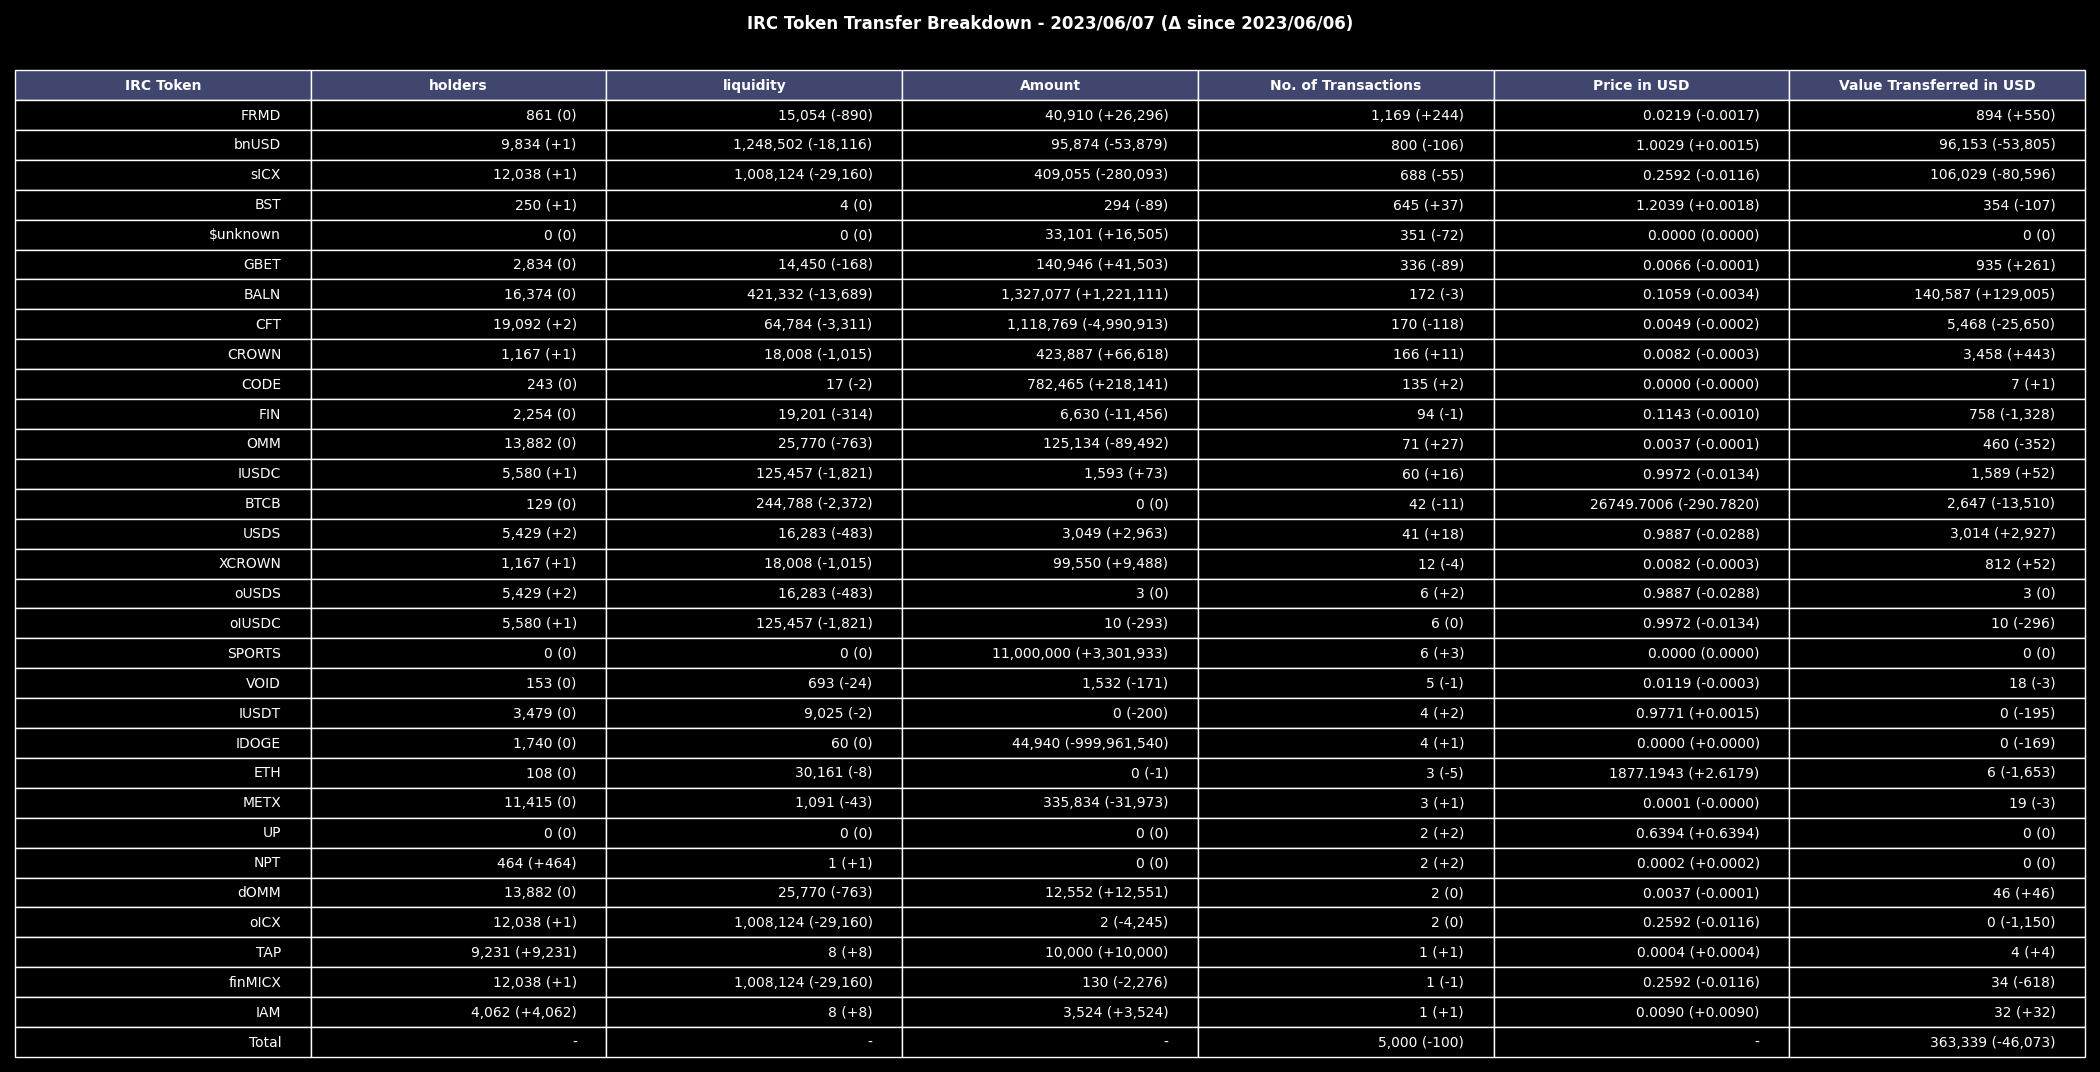 IRC Token Transfer Breakdown - 2023/06/07 (Δ since 2023/06/06)
IRC Token holders liquidity Amount No. of Transactions Price in USD Value Transferred in USD
FRMD 861 (0) 15,054 (-890) 40,910 (+26,296) 1,169 (+244) 0.0219 (-0.0017) 894 (+550)
bnUSD 9,834 (+1) 1,248,502 (-18,116) 95,874 (-53,879) 800 (-106) 1.0029 (+0.0015) 96,153 (-53,805)
sICX 12,038 (+1) 1,008,124 (-29,160) 409,055 (-280,093) 688 (-55) 0.2592 (-0.0116) 106,029 (-80,596)
BST 250 (+1) 4 (0) 294 (-89) 645 (+37) 1.2039 (+0.0018) 354 (-107)
$unknown 0 (0) 0 (0) 33,101 (+16,505) 351 (-72) 0.0000 (0.0000) 0 (0)
GBET 2,834 (0) 14,450 (-168) 140,946 (+41,503) 336 (-89) 0.0066 (-0.0001) 935 (+261)
BALN 16,374 (0) 421,332 (-13,689) 1,327,077 (+1,221,111) 172 (-3) 0.1059 (-0.0034) 140,587 (+129,005)
CFT 19,092 (+2) 64,784 (-3,311) 1,118,769 (-4,990,913) 170 (-118) 0.0049 (-0.0002) 5,468 (-25,650)
CROWN 1,167 (+1) 18,008 (-1,015) 423,887 (+66,618) 166 (+11) 0.0082 (-0.0003) 3,458 (+443)
CODE 243 (0) 17 (-2) 782,465 (+218,141) 135 (+2) 0.0000 (-0.0000) 7 (+1)
FIN 2,254 (0) 19,201 (-314) 6,630 (-11,456) 94 (-1) 0.1143 (-0.0010) 758 (-1,328)
OMM 13,882 (0) 25,770 (-763) 125,134 (-89,492) 71 (+27) 0.0037 (-0.0001) 460 (-352)
IUSDC 5,580 (+1) 125,457 (-1,821) 1,593 (+73) 60 (+16) 0.9972 (-0.0134) 1,589 (+52)
BTCB 129 (0) 244,788 (-2,372) 0 (0) 42 (-11) 26749.7006 (-290.7820) 2,647 (-13,510)
USDS 5,429 (+2) 16,283 (-483) 3,049 (+2,963) 41 (+18) 0.9887 (-0.0288) 3,014 (+2,927)
XCROWN 1,167 (+1) 18,008 (-1,015) 99,550 (+9,488) 12 (-4) 0.0082 (-0.0003) 812 (+52)
oUSDS 5,429 (+2) 16,283 (-483) 3 (0) 6 (+2) 0.9887 (-0.0288) 3 (0)
oIUSDC 5,580 (+1) 125,457 (-1,821) 10 (-293) 6 (0) 0.9972 (-0.0134) 10 (-296)
SPORTS 0 (0) 0 (0) 11,000,000 (+3,301,933) 6 (+3) 0.0000 (0.0000) 0 (0)
VOID 153 (0) 693 (-24) 1,532 (-171) 5 (-1) 0.0119 (-0.0003) 18 (-3)
IUSDT 3,479 (0) 9,025 (-2) 0 (-200) 4 (+2) 0.9771 (+0.0015) 0 (-195)
IDOGE 1,740 (0) 60 (0) 44,940 (-999,961,540) 4 (+1) 0.0000 (+0.0000) 0 (-169)
ETH 108 (0) 30,161 (-8) 0 (-1) 3 (-5) 1877.1943 (+2.6179) 6 (-1,653)
METX 11,415 (0) 1,091 (-43) 335,834 (-31,973) 3 (+1) 0.0001 (-0.0000) 19 (-3)
UP 0 (0) 0 (0) 0 (0) 2 (+2) 0.6394 (+0.6394) 0 (0)
NPT 464 (+464) 1 (+1) 0 (0) 2 (+2) 0.0002 (+0.0002) 0 (0)
dOMM 13,882 (0) 25,770 (-763) 12,552 (+12,551) 2 (0) 0.0037 (-0.0001) 46 (+46)
oICX 12,038 (+1) 1,008,124 (-29,160) 2 (-4,245) 2 (0) 0.2592 (-0.0116) 0 (-1,150)
TAP 9,231 (+9,231) 8 (+8) 10,000 (+10,000) 1 (+1) 0.0004 (+0.0004) 4 (+4)
finMICX 12,038 (+1) 1,008,124 (-29,160) 130 (-2,276) 1 (-1) 0.2592 (-0.0116) 34 (-618)
IAM 4,062 (+4,062) 8 (+8) 3,524 (+3,524) 1 (+1) 0.0090 (+0.0090) 32 (+32)
Total - - - 5,000 (-100) - 363,339 (-46,073)